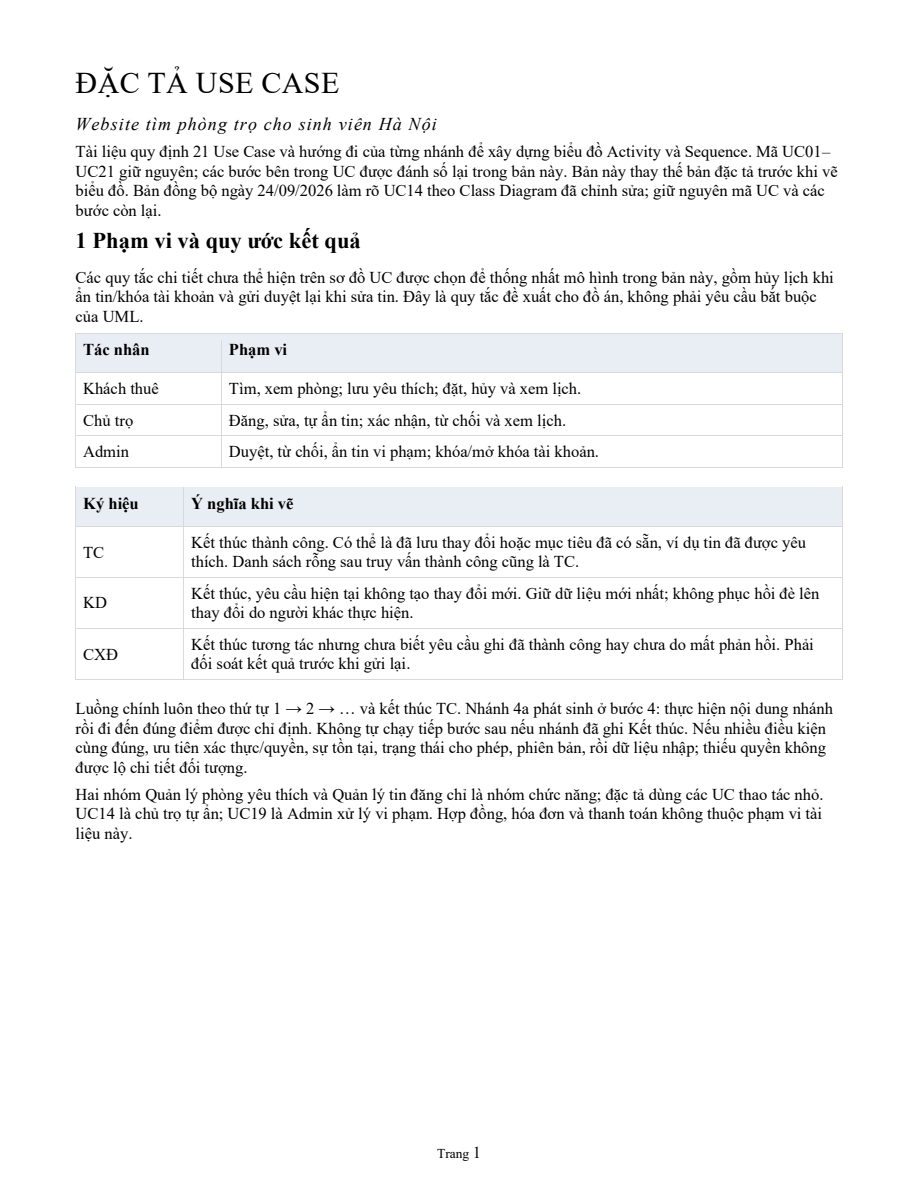 ĐẶC TẢ USE CASE
Website tìm phòng trọ cho sinh viên Hà Nội
Tài liệu quy định 21 Use Case và hướng đi của từng nhánh để xây dựng biểu đồ Activity và Sequence. Mã UC01–
UC21 giữ nguyên; các bước bên trong UC được đánh số lại trong bản này. Bản này thay thế bản đặc tả trước khi vẽ
biểu đồ. Bản đồng bộ ngày 24/09/2026 làm rõ UC14 theo Class Diagram đã chỉnh sửa; giữ nguyên mã UC và các
bước còn lại.
1 Phạm vi và quy ước kết quả
Các quy tắc chi tiết chưa thể hiện trên sơ đồ UC được chọn để thống nhất mô hình trong bản này, gồm hủy lịch khi
ẩn tin/khóa tài khoản và gửi duyệt lại khi sửa tin. Đây là quy tắc đề xuất cho đồ án, không phải yêu cầu bắt buộc
của UML.
Tác nhân Phạm vi
Khách thuê Tìm, xem phòng; lưu yêu thích; đặt, hủy và xem lịch.
Chủ trọ Đăng, sửa, tự ẩn tin; xác nhận, từ chối và xem lịch.
Admin Duyệt, từ chối, ẩn tin vi phạm; khóa/mở khóa tài khoản.
Ký hiệu Ý nghĩa khi vẽ
TC Kết thúc thành công. Có thể là đã lưu thay đổi hoặc mục tiêu đã có sẵn, ví dụ tin đã được yêu
thích. Danh sách rỗng sau truy vấn thành công cũng là TC.
KD Kết thúc, yêu cầu hiện tại không tạo thay đổi mới. Giữ dữ liệu mới nhất; không phục hồi đè lên
thay đổi do người khác thực hiện.
CXĐ Kết thúc tương tác nhưng chưa biết yêu cầu ghi đã thành công hay chưa do mất phản hồi. Phải
đối soát kết quả trước khi gửi lại.
Luồng chính luôn theo thứ tự 1 → 2 → … và kết thúc TC. Nhánh 4a phát sinh ở bước 4: thực hiện nội dung nhánh
rồi đi đến đúng điểm được chỉ định. Không tự chạy tiếp bước sau nếu nhánh đã ghi Kết thúc. Nếu nhiều điều kiện
cùng đúng, ưu tiên xác thực/quyền, sự tồn tại, trạng thái cho phép, phiên bản, rồi dữ liệu nhập; thiếu quyền không
được lộ chi tiết đối tượng.
Hai nhóm Quản lý phòng yêu thích và Quản lý tin đăng chỉ là nhóm chức năng; đặc tả dùng các UC thao tác nhỏ.
UC14 là chủ trọ tự ẩn; UC19 là Admin xử lý vi phạm. Hợp đồng, hóa đơn và thanh toán không thuộc phạm vi tài
liệu này.
Trang 1